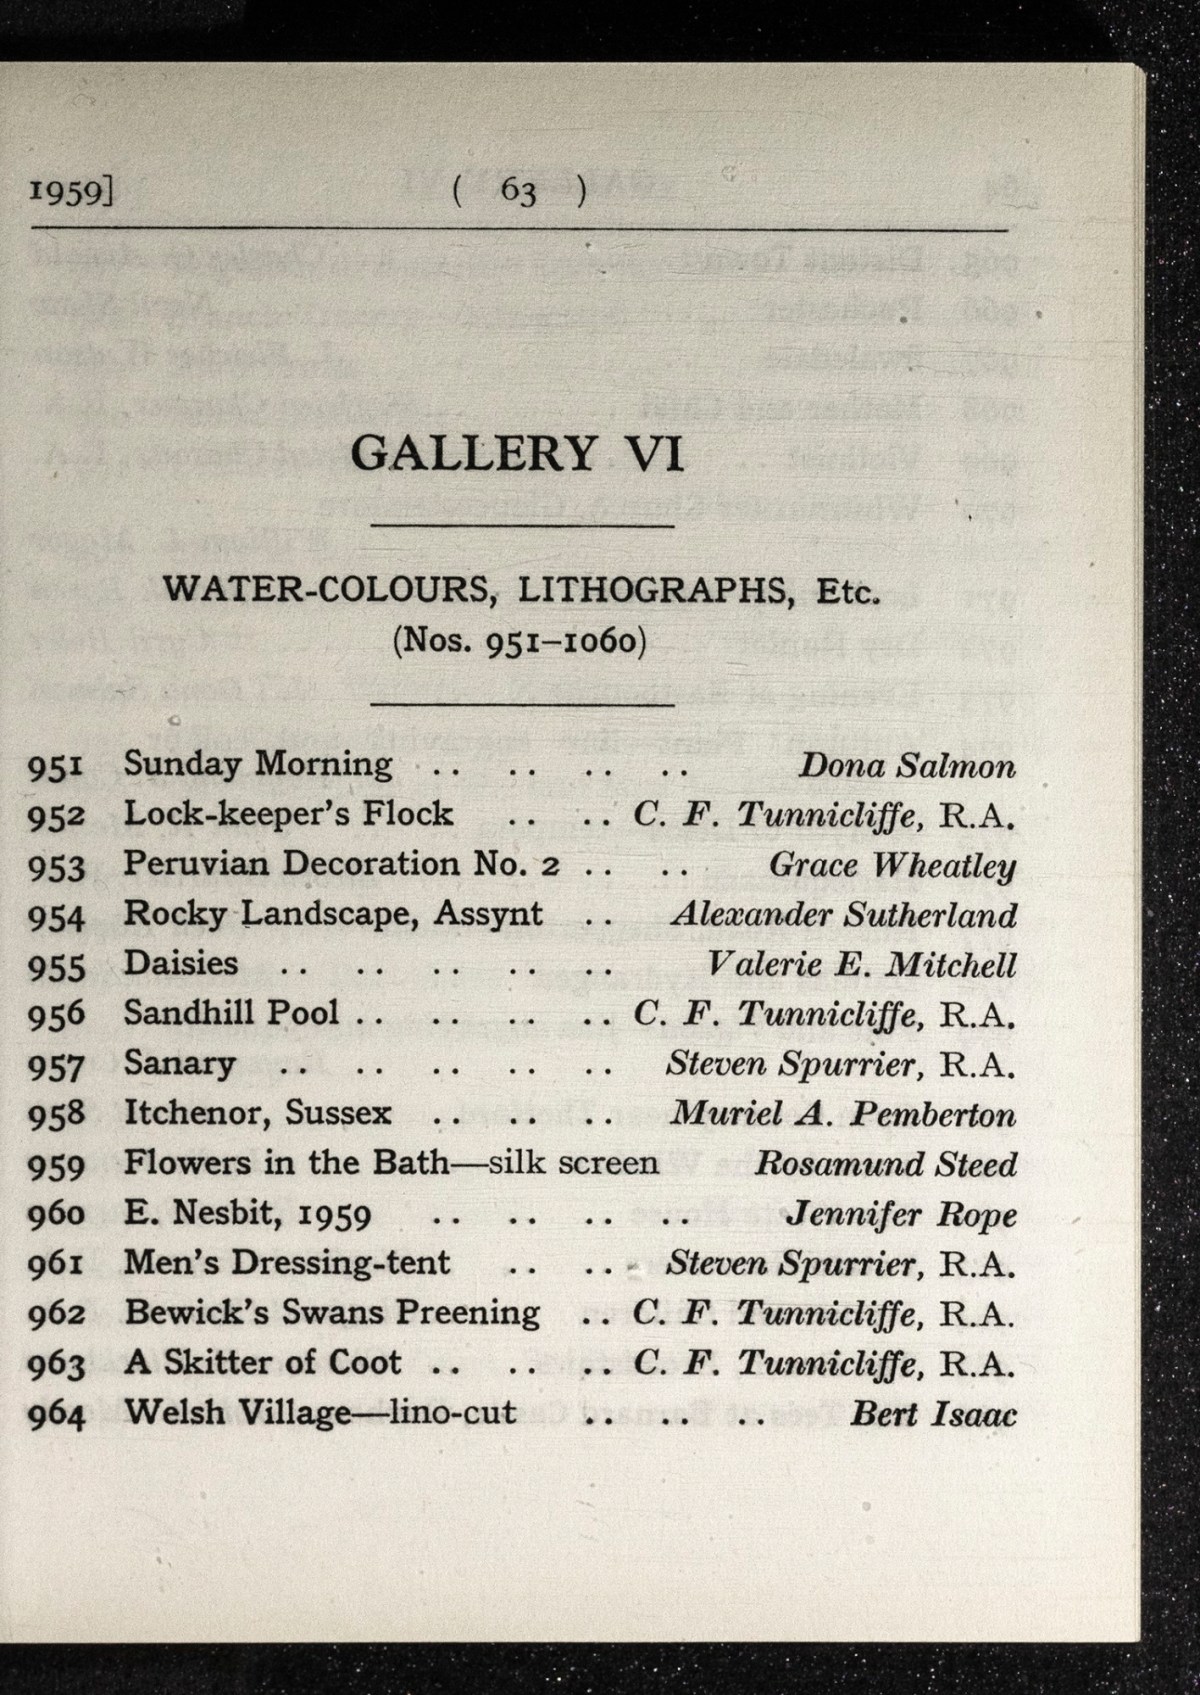 1959] ( 63 )
GALLERY VI
WATER-COLOURS, LITHOGRAPHS, Etc.
(Nos. 951–1060)
951 Sunday Morning .. .. .. .. Dona Salmon
952 Lock-keeper's Flock .. .. C. F. Tunnicliffe, R.A.
953 Peruvian Decoration No. 2 .. .. Grace Wheatley
954 Rocky Landscape, Assynt .. Alexander Sutherland
955 Daisies .. .. .. .. .. Valerie E. Mitchell
956 Sandhill Pool .. .. .. .. C. F. Tunnicliffe, R.A.
957 Sanary .. .. .. .. .. Steven Spurrier, R.A.
958 Itchenor, Sussex .. .. .. Muriel A. Pemberton
959 Flowers in the Bath—silk screen Rosamund Steed
960 E. Nesbit, 1959 .. .. .. .. Jennifer Rope
961 Men's Dressing-tent .. .. Steven Spurrier, R.A.
962 Bewick's Swans Preening .. C. F. Tunnicliffe, R.A.
963 A Skitter of Coot .. .. .. C. F. Tunnicliffe, R.A.
964 Welsh Village—lino-cut .. .. .. Bert Isaac